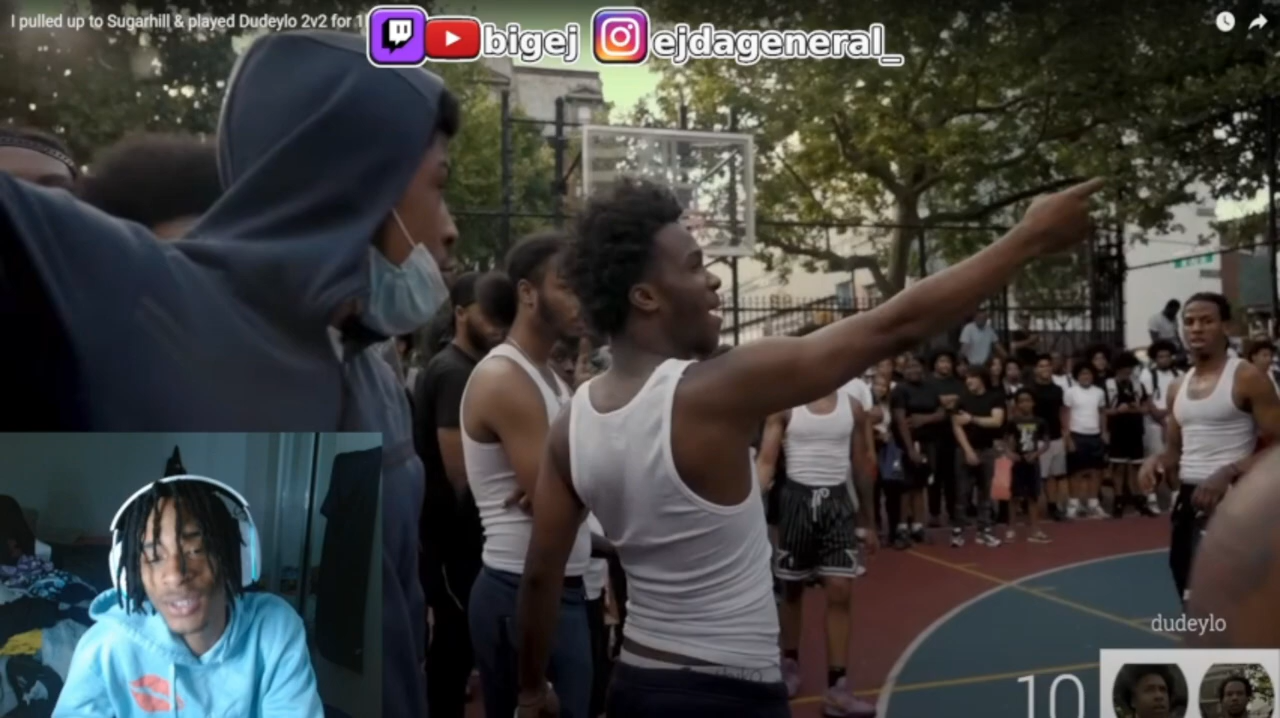 I pulled up to Sugarhill & played Dudeylo 2v2 for 1
bigej
ejdageneral_
dudeylo
10